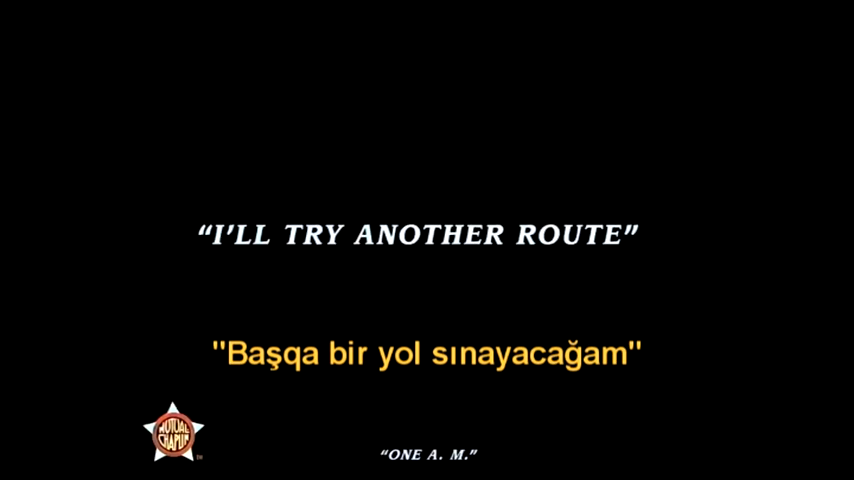 “I’LL TRY ANOTHER ROUTE”
"Başqa bir yol sınayacağam"
MUTUAL
CHAPLIN
“ONE A. M.”